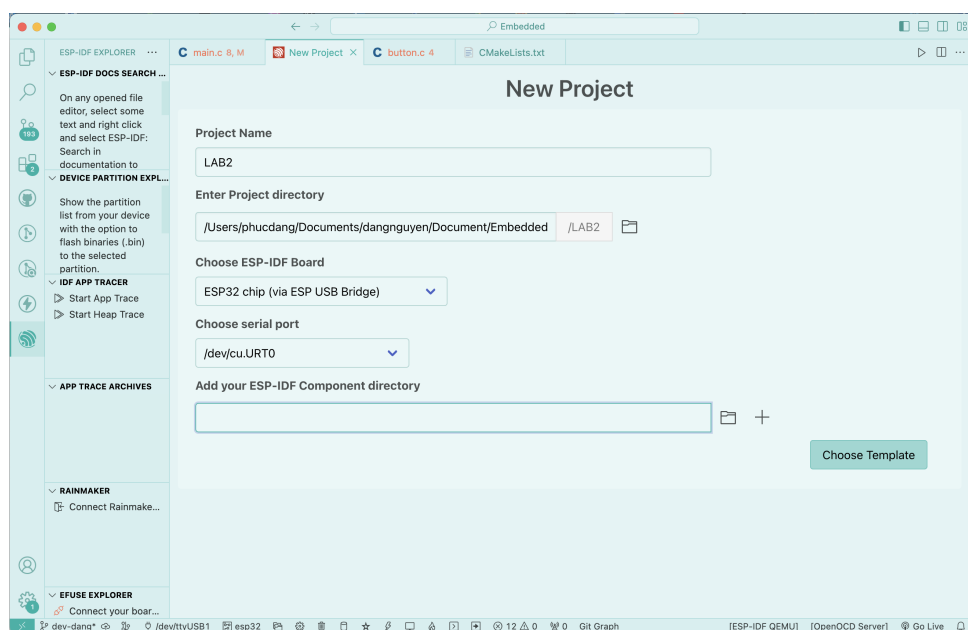 Embedded
ESP-IDF EXPLORER ...
C main.c 8, M
New Project
C button.c 4
CMakeLists.txt
ESP-IDF DOCS SEARCH ...
On any opened file
editor, select some
text and right click
and select ESP-IDF:
Search in
documentation to
DEVICE PARTITION EXPL...
Show the partition
list from your device
with the option to
flash binaries (.bin)
to the selected
partition.
IDF APP TRACER
Start App Trace
Start Heap Trace
APP TRACE ARCHIVES
RAINMAKER
Connect Rainmake...
EFUSE EXPLORER
Connect your boar...
193
2
1
New Project
Project Name
LAB2
Enter Project directory
/Users/phucdang/Documents/dangnguyen/Document/Embedded /LAB2
Choose ESP-IDF Board
ESP32 chip (via ESP USB Bridge)
Choose serial port
/dev/cu.URT0
Add your ESP-IDF Component directory
Choose Template
dev-dang* /dev/ttyUSB1 esp32 12 0 0 Git Graph [ESP-IDF QEMU] [OpenOCD Server] Go Live